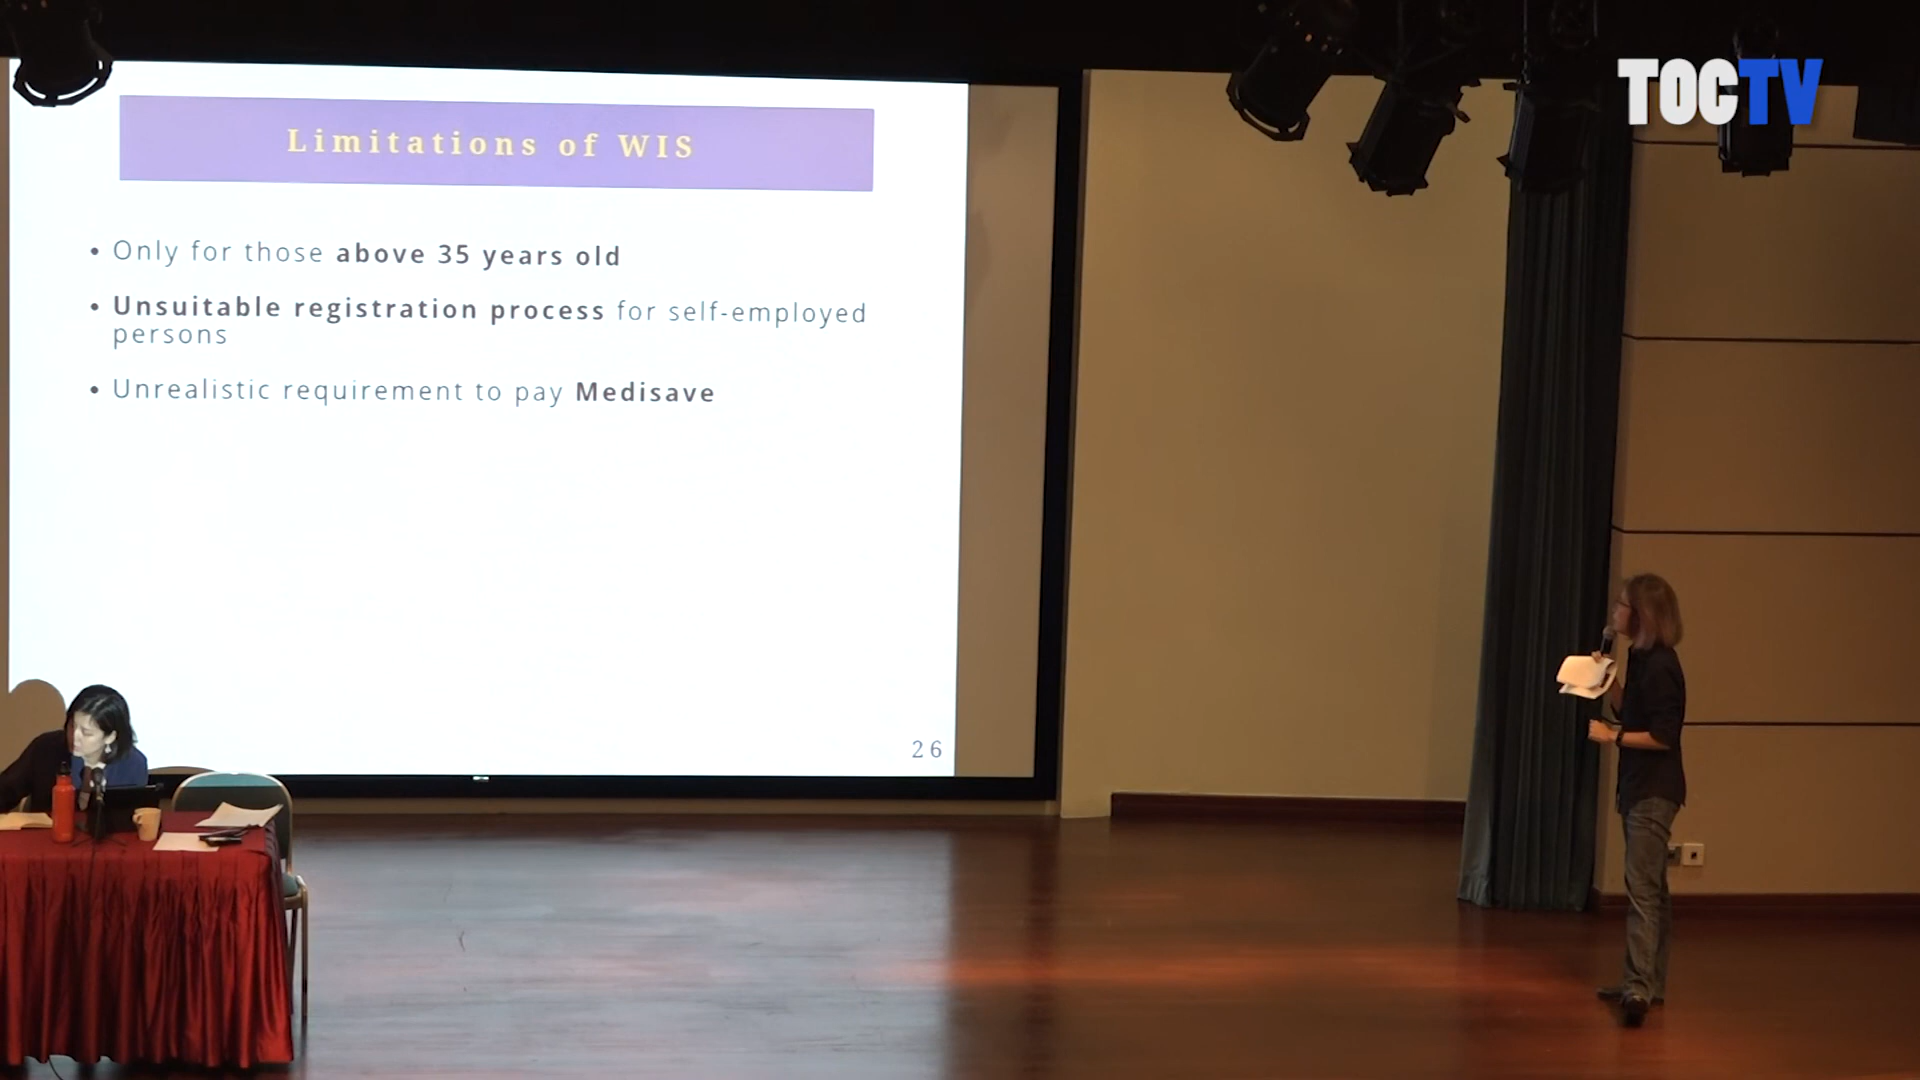 TOCTV
Limitations of WIS
• Only for those above 35 years old
• Unsuitable registration process for self-employed
persons
• Unrealistic requirement to pay Medisave
26